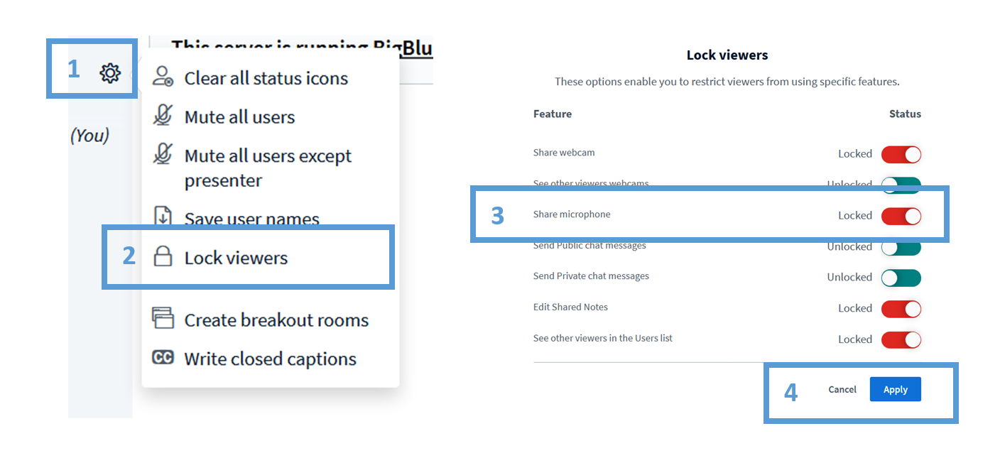 1
This server is running BigBlu
Clear all status icons
Mute all users
(You)
Mute all users except
presenter
Save user names
2
Lock viewers
Create breakout rooms
CC
Write closed captions
Lock viewers
These options enable you to restrict viewers from using specific features.
Feature Status
Share webcam Locked
See other viewers webcams Unlocked
3 Share microphone Locked
Send Public chat messages Unlocked
Send Private chat messages Unlocked
Edit Shared Notes Locked
See other viewers in the Users list Locked
4 Cancel Apply